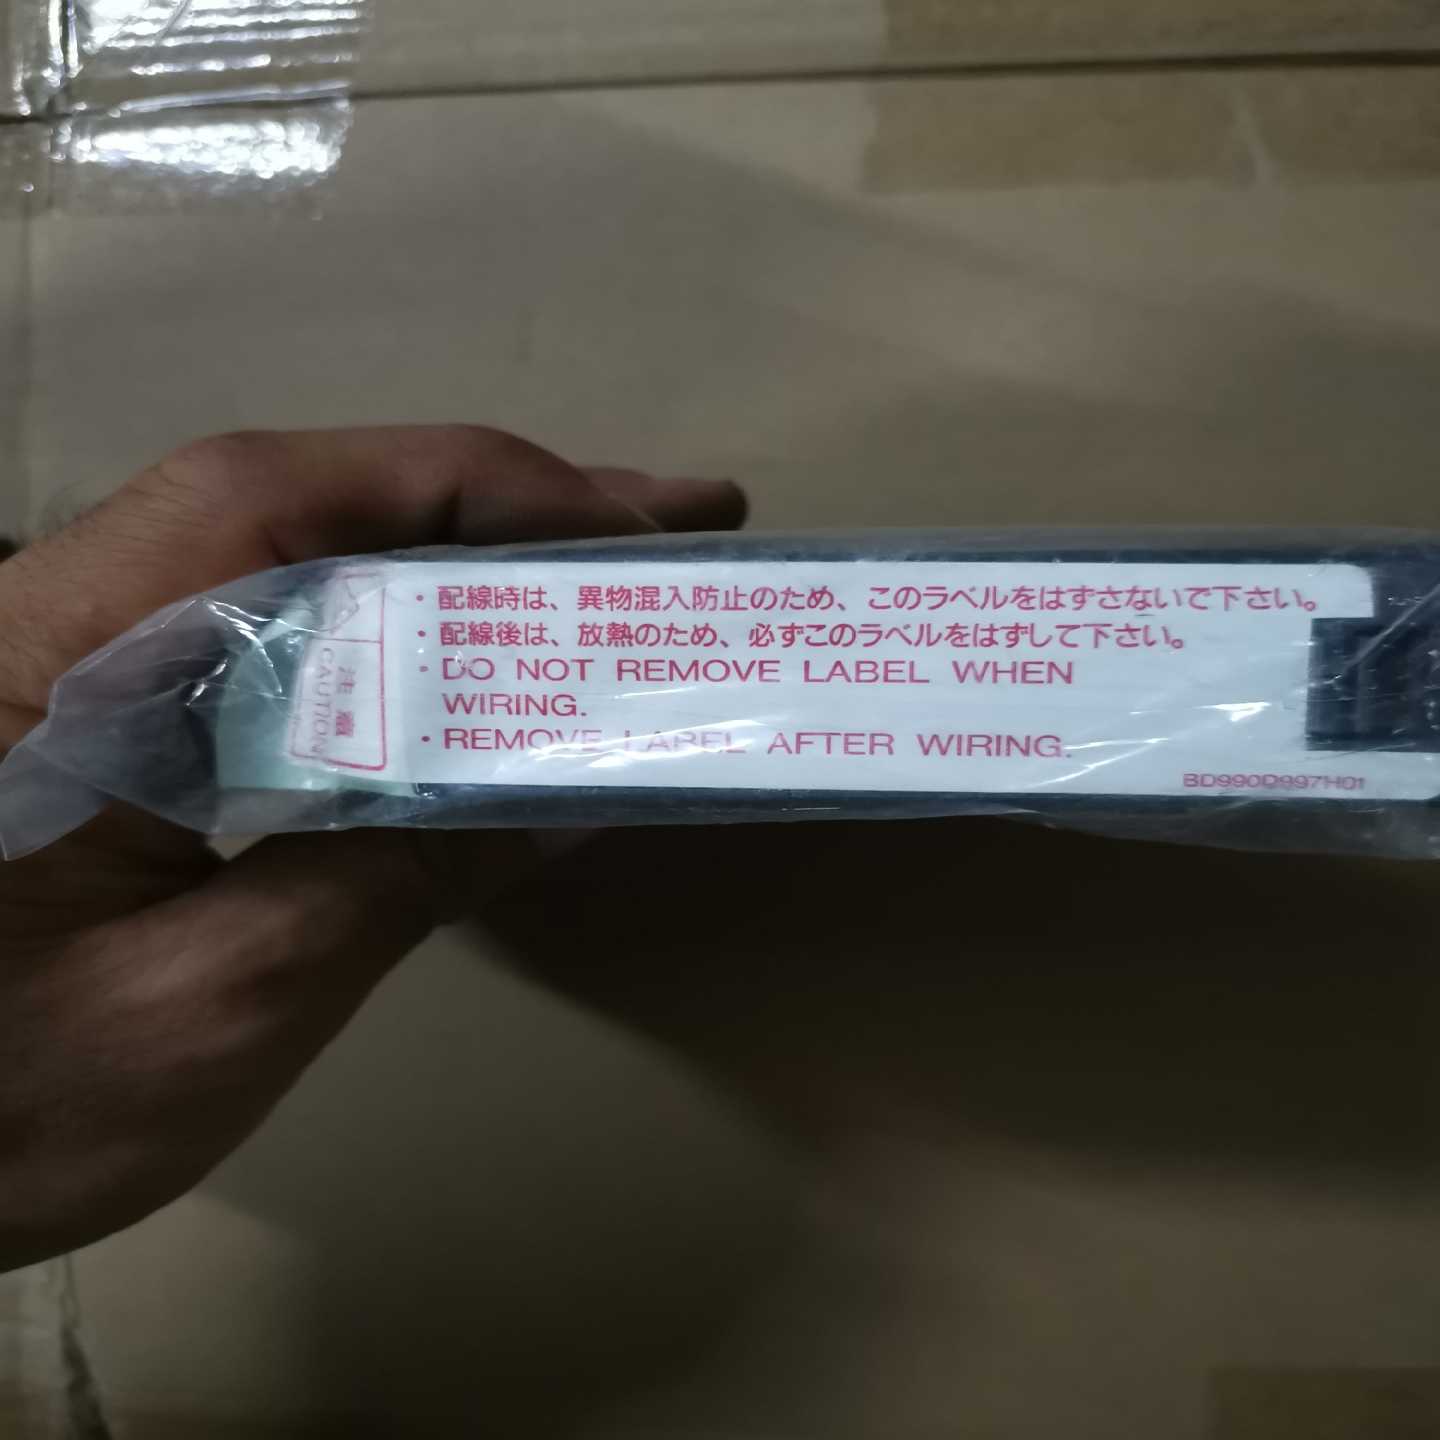 注意
CAUTION
・配線時は、異物混入防止のため、このラベルをはずさないで下さい。
・配線後は、放熱のため、必ずこのラベルをはずして下さい。
・DO NOT REMOVE LABEL WHEN
WIRING.
・REMOVE LABEL AFTER WIRING.
BD990D997H01